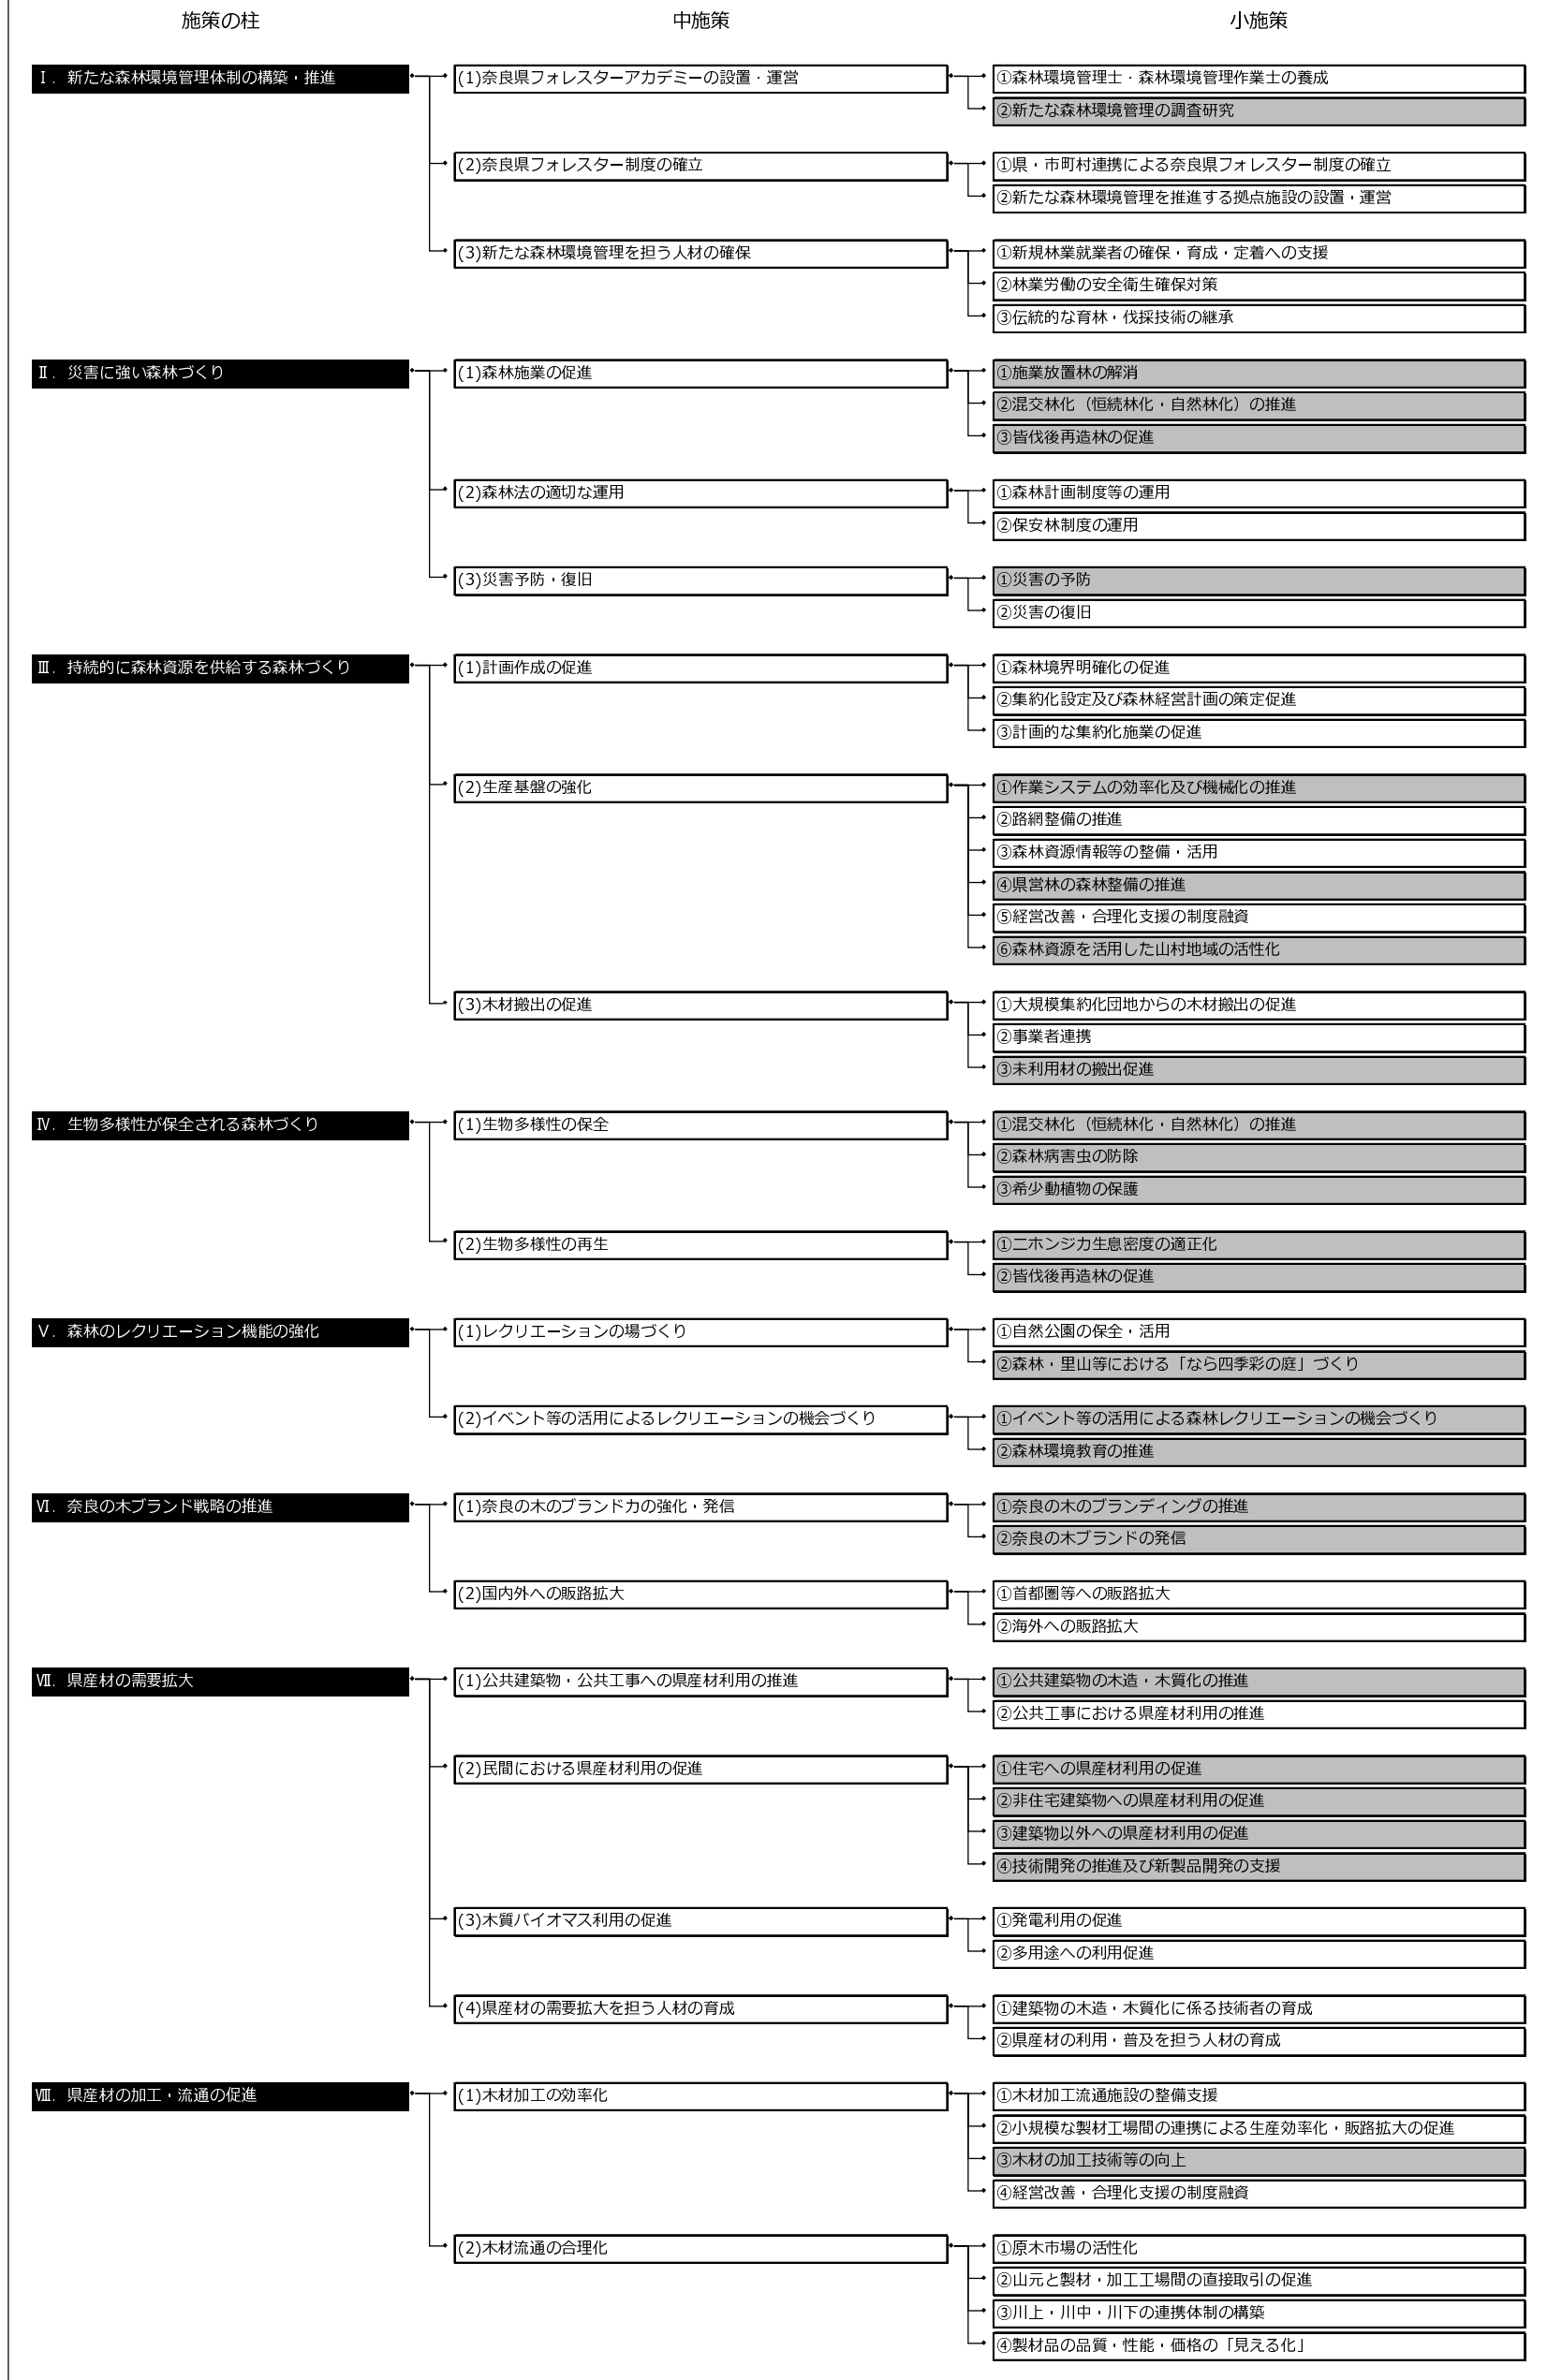 施策の柱 中施策 小施策
Ⅰ．新たな森林環境管理体制の構築・推進 (1)奈良県フォレスターアカデミーの設置・運営 ①森林環境管理士・森林環境管理作業士の養成
②新たな森林環境管理の調査研究
(2)奈良県フォレスター制度の確立 ①県・市町村連携による奈良県フォレスター制度の確立
②新たな森林環境管理を推進する拠点施設の設置・運営
(3)新たな森林環境管理を担う人材の確保 ①新規林業就業者の確保・育成・定着への支援
②林業労働の安全衛生確保対策
③伝統的な育林・伐採技術の継承
Ⅱ．災害に強い森林づくり (1)森林施業の促進 ①施業放置林の解消
②混交林化（恒続林化・自然林化）の推進
③皆伐後再造林の促進
(2)森林法の適切な運用 ①森林計画制度等の運用
②保安林制度の運用
(3)災害予防・復旧 ①災害の予防
②災害の復旧
Ⅲ．持続的に森林資源を供給する森林づくり (1)計画作成の促進 ①森林境界明確化の促進
②集約化設定及び森林経営計画の策定促進
③計画的な集約化施業の促進
(2)生産基盤の強化 ①作業システムの効率化及び機械化の推進
②路網整備の推進
③森林資源情報等の整備・活用
④県営林の森林整備の推進
⑤経営改善・合理化支援の制度融資
⑥森林資源を活用した山村地域の活性化
(3)木材搬出の促進 ①大規模集約化団地からの木材搬出の促進
②事業者連携
③未利用材の搬出促進
Ⅳ．生物多様性が保全される森林づくり (1)生物多様性の保全 ①混交林化（恒続林化・自然林化）の推進
②森林病害虫の防除
③希少動植物の保護
(2)生物多様性の再生 ①ニホンジカ生息密度の適正化
②皆伐後再造林の促進
Ⅴ．森林のレクリエーション機能の強化 (1)レクリエーションの場づくり ①自然公園の保全・活用
②森林・里山等における「なら四季彩の庭」づくり
(2)イベント等の活用によるレクリエーションの機会づくり ①イベント等の活用による森林レクリエーションの機会づくり
②森林環境教育の推進
Ⅵ．奈良の木ブランド戦略の推進 (1)奈良の木のブランド力の強化・発信 ①奈良の木のブランディングの推進
②奈良の木ブランドの発信
(2)国内外への販路拡大 ①首都圏等への販路拡大
②海外への販路拡大
Ⅶ．県産材の需要拡大 (1)公共建築物・公共工事への県産材利用の推進 ①公共建築物の木造・木質化の推進
②公共工事における県産材利用の推進
(2)民間における県産材利用の促進 ①住宅への県産材利用の促進
②非住宅建築物への県産材利用の促進
③建築物以外への県産材利用の促進
④技術開発の推進及び新製品開発の支援
(3)木質バイオマス利用の促進 ①発電利用の促進
②多用途への利用促進
(4)県産材の需要拡大を担う人材の育成 ①建築物の木造・木質化に係る技術者の育成
②県産材の利用・普及を担う人材の育成
Ⅷ．県産材の加工・流通の促進 (1)木材加工の効率化 ①木材加工流通施設の整備支援
②小規模な製材工場間の連携による生産効率化・販路拡大の促進
③木材の加工技術等の向上
④経営改善・合理化支援の制度融資
(2)木材流通の合理化 ①原木市場の活性化
②山元と製材・加工工場間の直接取引の促進
③川上・川中・川下の連携体制の構築
④製材品の品質・性能・価格の「見える化」